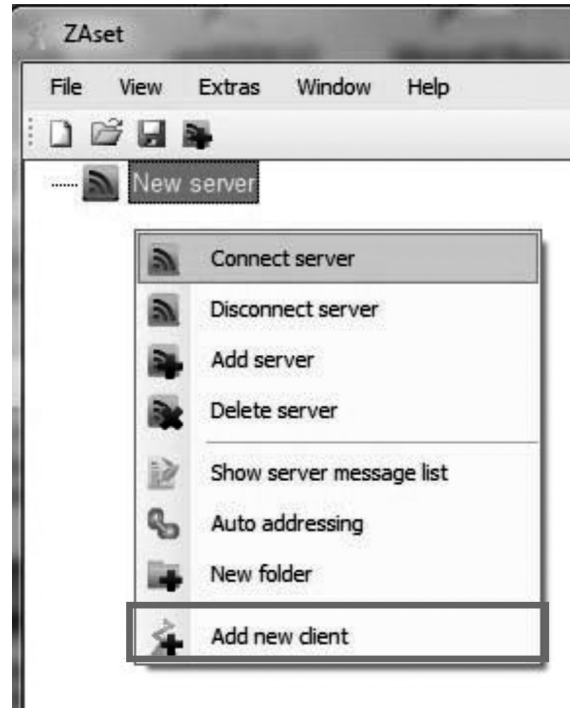 ZAset
File View Extras Window Help
New server
Connect server
Disconnect server
Add server
Delete server
Show server message list
Auto addressing
New folder
Add new client